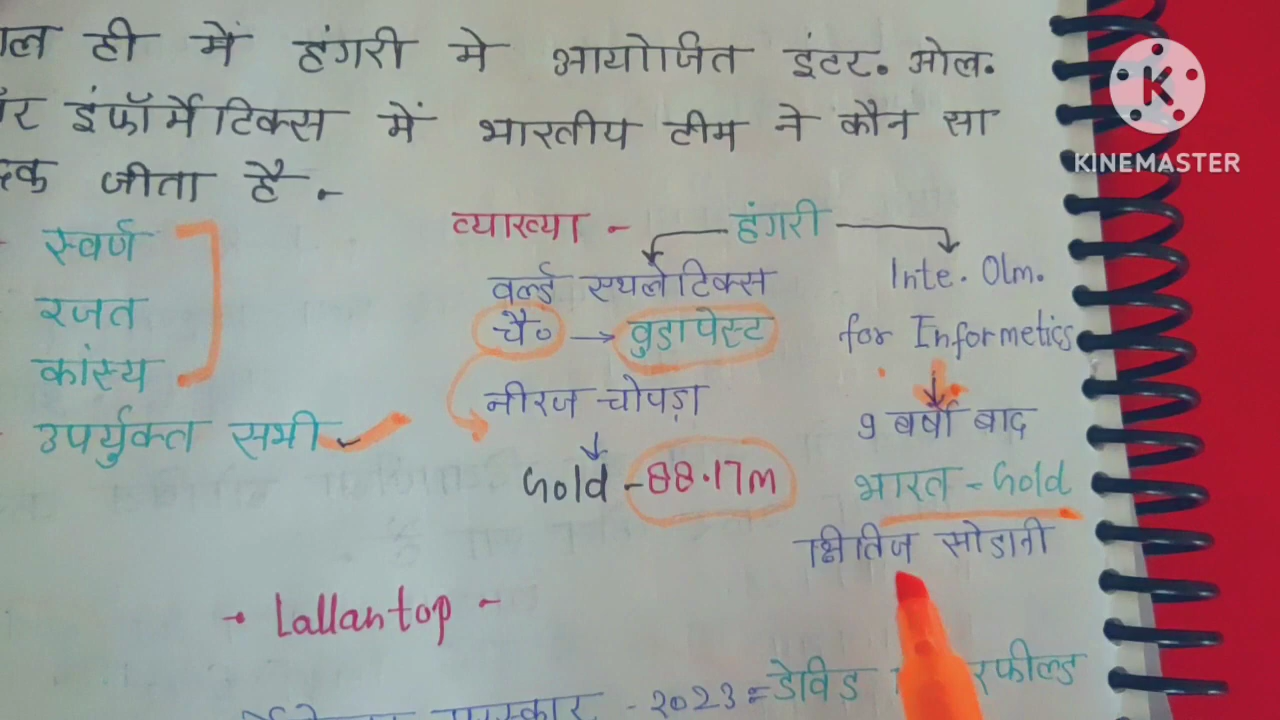 ल ही में हंगरी मे आयोजित इंटर. ओल.
इंफॉर्मेटिक्स में भारतीय टीम ने कौन सा
जीता है.
स्वर्ण
रजत
कांस्य
उपर्युक्त सभी
व्याख्या -
हंगरी
वर्ल्ड एथलेटिक्स
चै० → बुडापेस्ट
नीरज चोपड़ा
Gold - 88.17m
Inte. Olm.
for Informetics
9 वर्षो बाद
भारत - Gold
क्षितिज सोडानी
- Lallantop -
- 2023 = डेविड
K
KINEMASTER